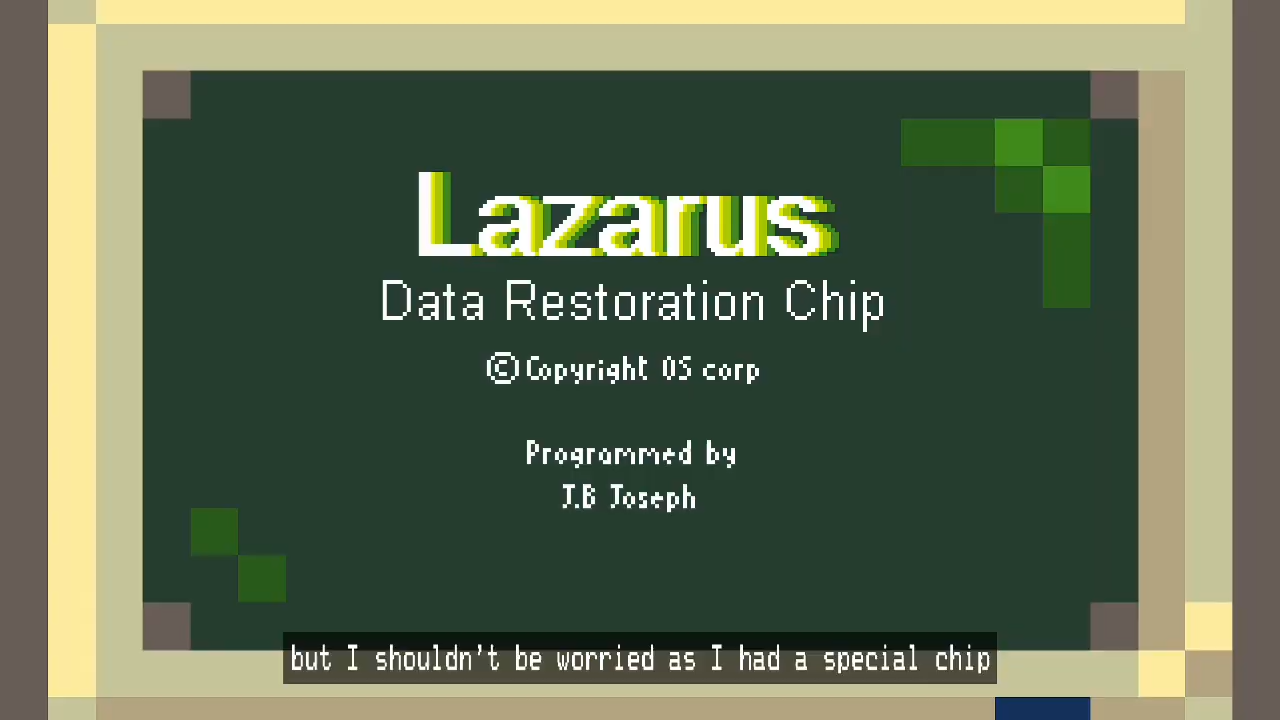 Lazarus
Data Restoration Chip
©Copyright OS corp
Programmed by
J.B Joseph
but I shouldn't be worried as I had a special chip